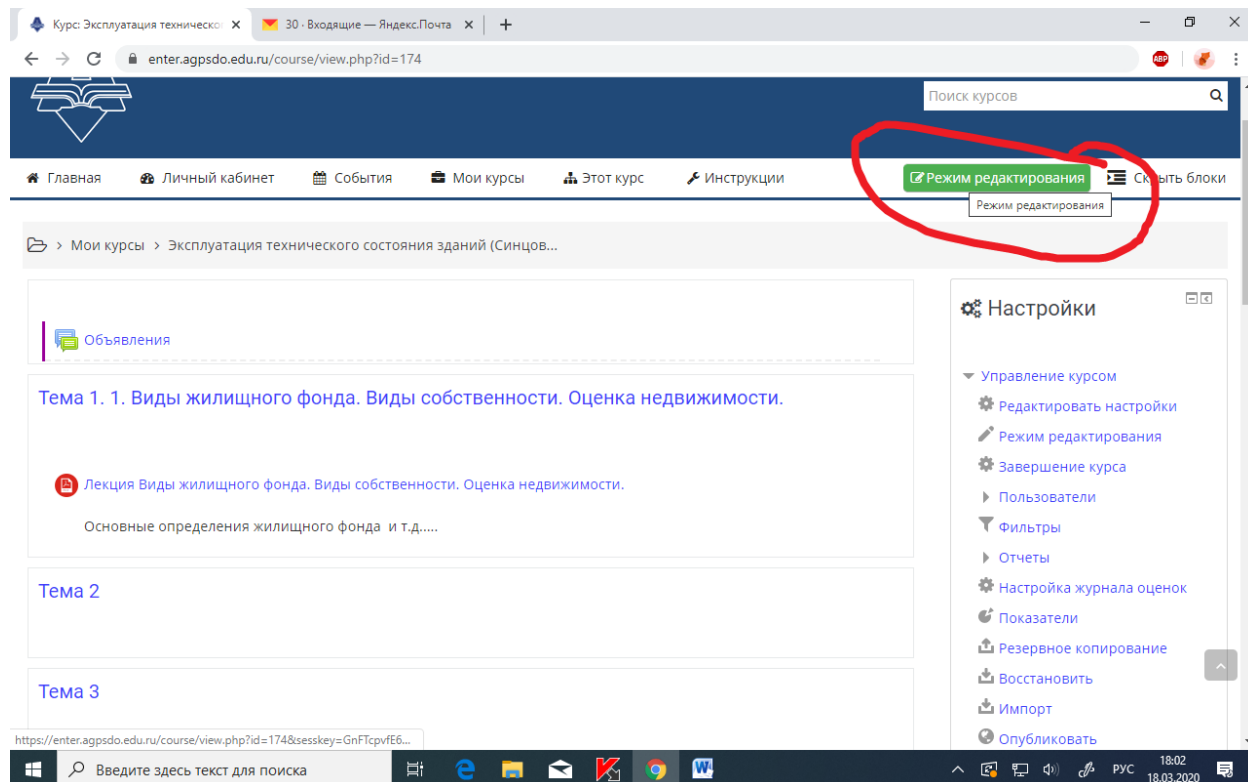 Курс: Эксплуатация техническо
30 · Входящие — Яндекс.Почта
enter.agpsdo.edu.ru/course/view.php?id=174
ABP
Поиск курсов
Главная Личный кабинет События Мои курсы Этот курс Инструкции Режим редактирования Скрыть блоки
Режим редактирования
> Мои курсы > Эксплуатация технического состояния зданий (Синцов...
Объявления
Тема 1. 1. Виды жилищного фонда. Виды собственности. Оценка недвижимости.
Лекция Виды жилищного фонда. Виды собственности. Оценка недвижимости.
Основные определения жилищного фонда и т.д.....
Тема 2
Тема 3
Настройки
Управление курсом
Редактировать настройки
Режим редактирования
Завершение курса
Пользователи
Фильтры
Отчеты
Настройка журнала оценок
Показатели
Резервное копирование
Восстановить
Импорт
Опубликовать
https://enter.agpsdo.edu.ru/course/view.php?id=174&sesskey=GnFTcpvfE6...
Введите здесь текст для поиска
РУС
18:02
18.03.2020